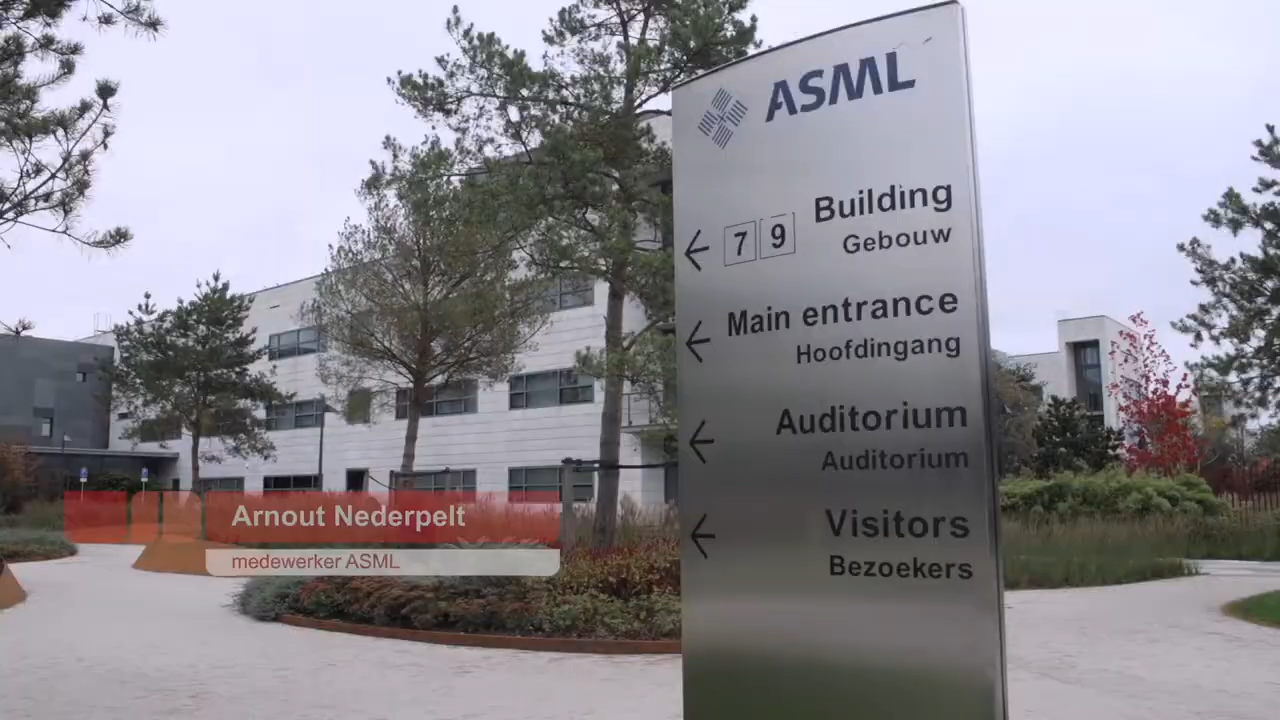 ASML
Building
7 9
Gebouw
Main entrance
Hoofdingang
Auditorium
Auditorium
Visitors
Bezoekers
Arnout Nederpelt
medewerker ASML